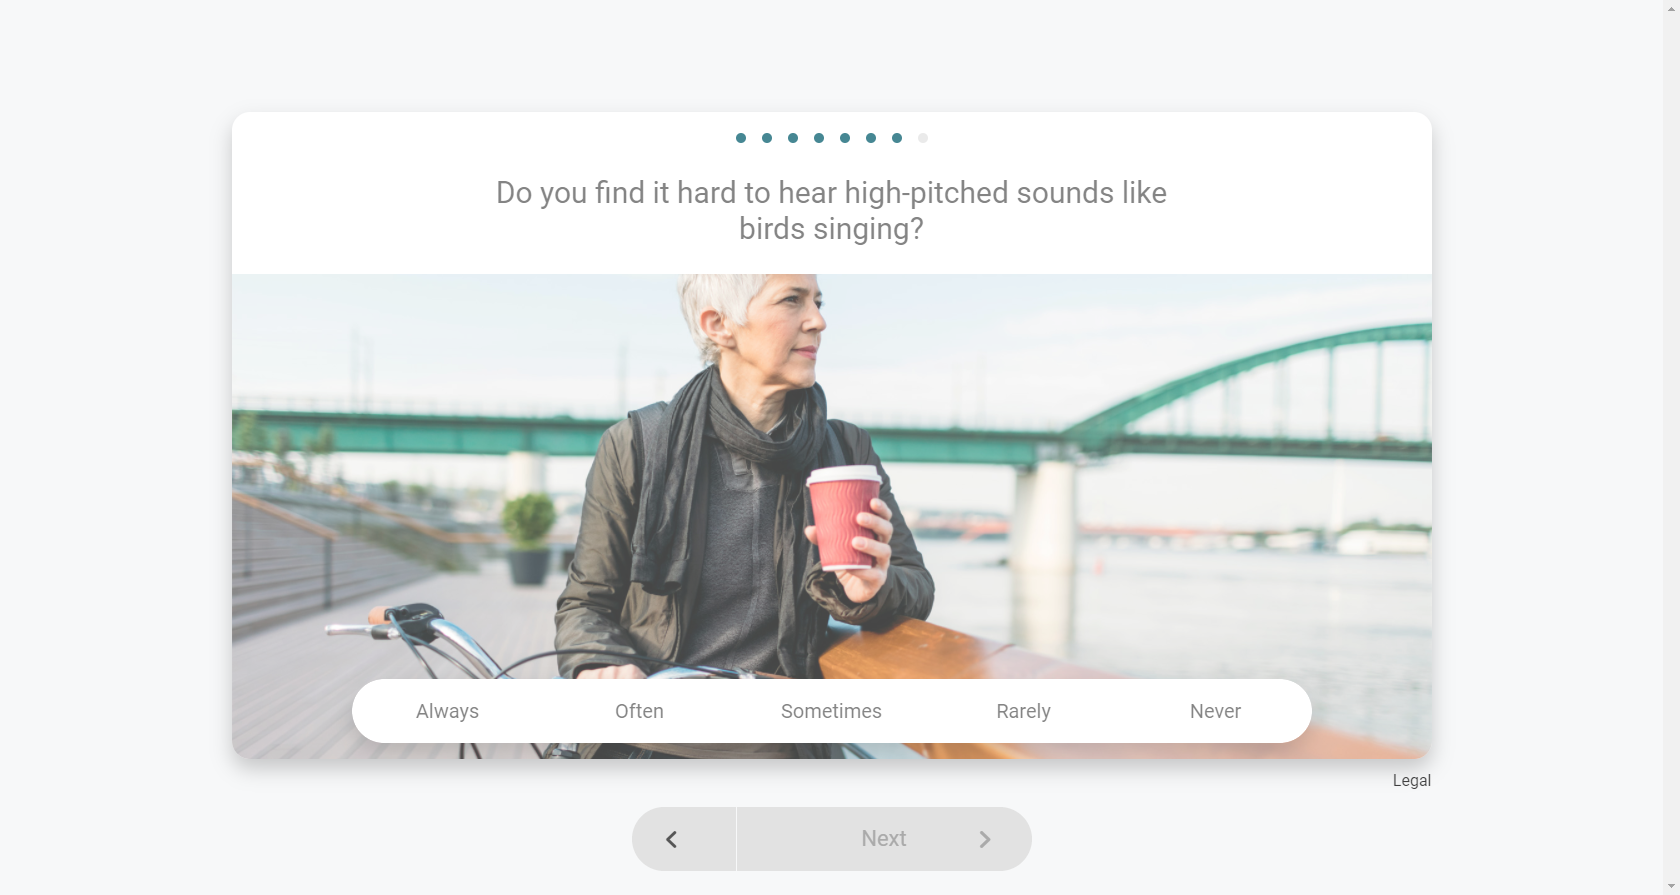 Do you find it hard to hear high-pitched sounds like
birds singing?
Always
Often
Sometimes
Rarely
Never
Legal
Next